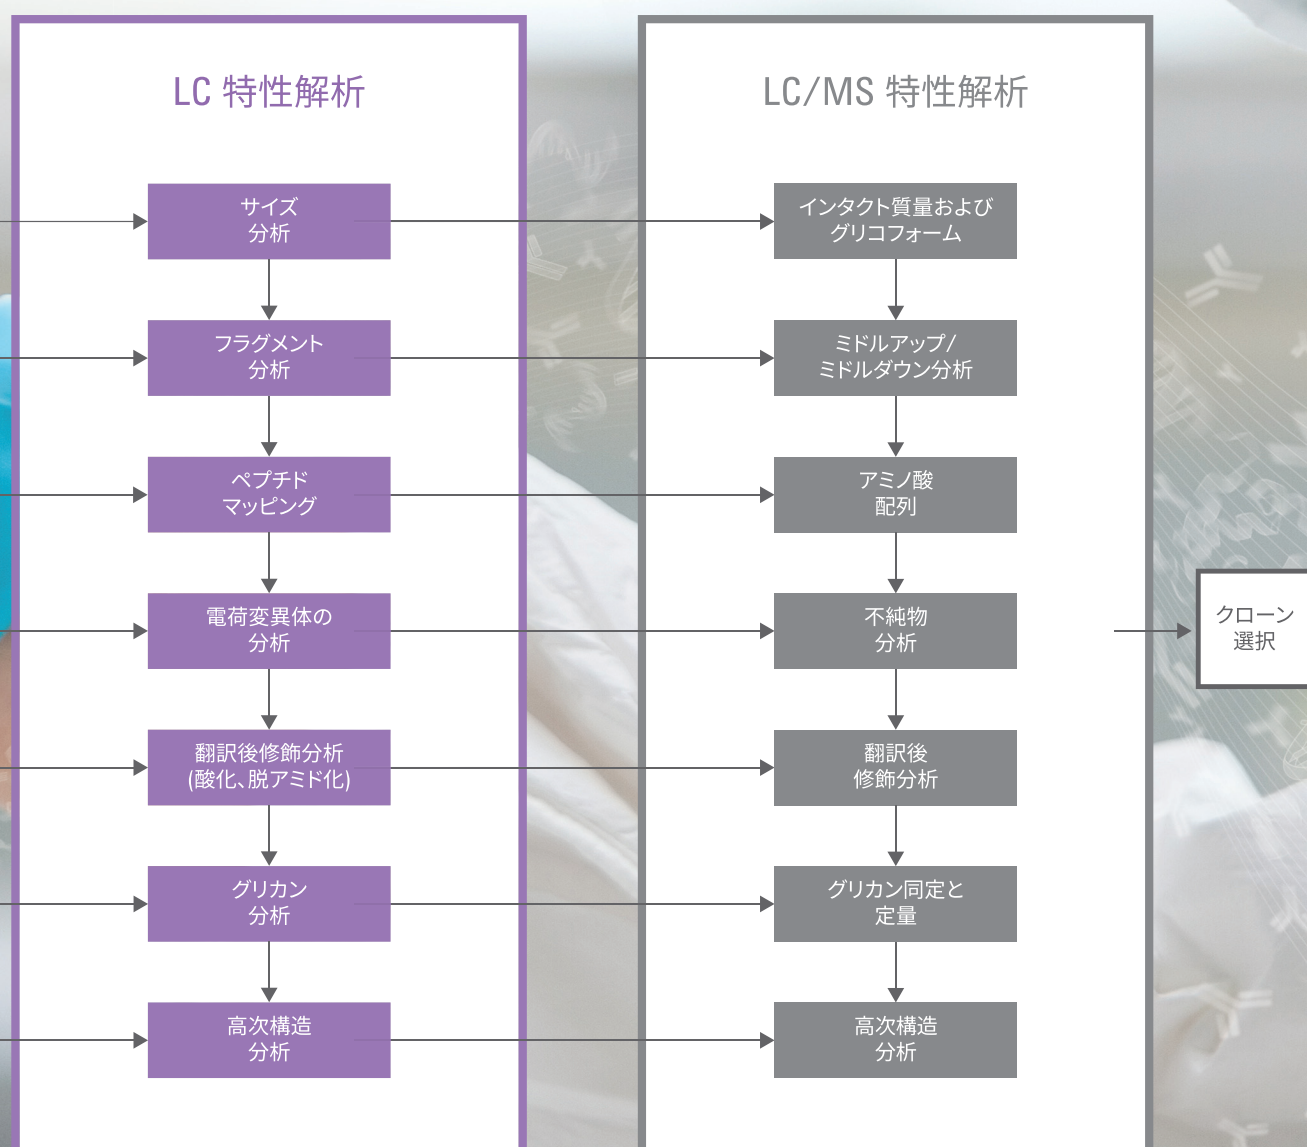 LC 特性解析
サイズ
分析
フラグメント
分析
ペプチド
マッピング
電荷変異体の
分析
翻訳後修飾分析
(酸化、脱アミド化)
グリカン
分析
高次構造
分析
LC/MS 特性解析
インタクト質量および
グリコフォーム
ミドルアップ/
ミドルダウン分析
アミノ酸
配列
不純物
分析
翻訳後
修飾分析
グリカン同定と
定量
高次構造
分析
クローン
選択